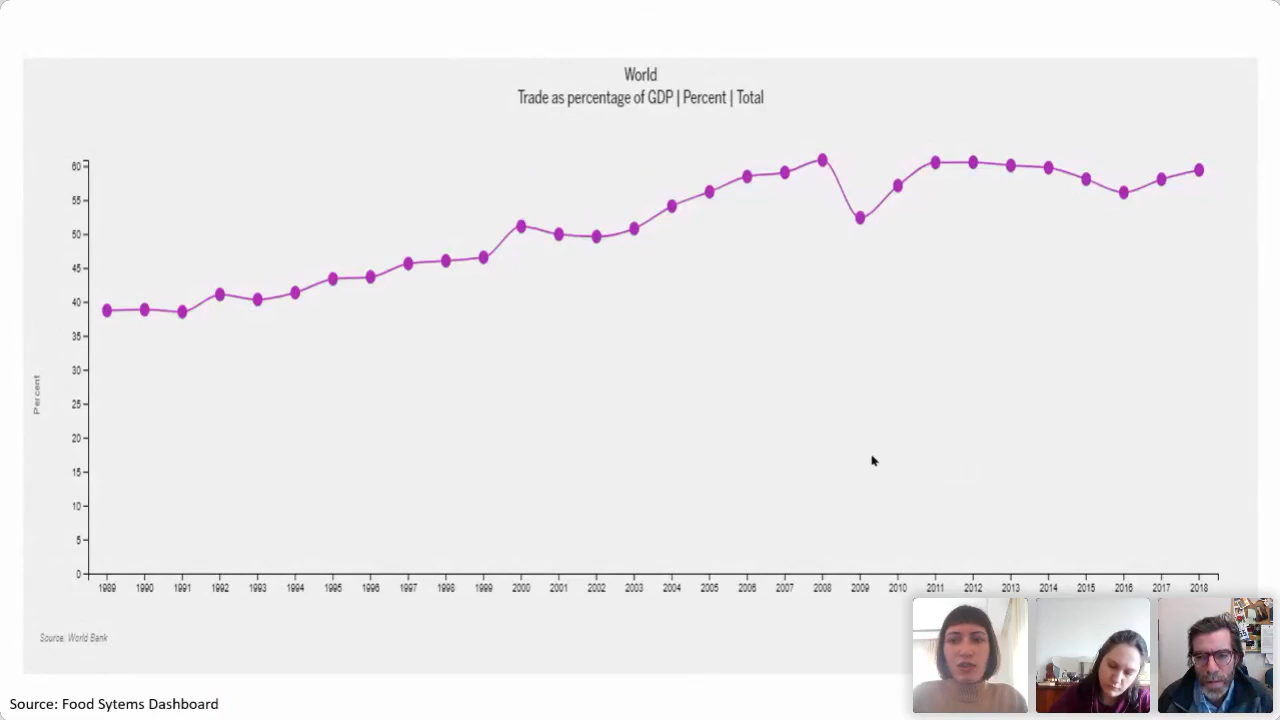 World
Trade as percentage of GDP | Percent | Total
60
55
50
45
40
35
30
25
20
15
10
5
0
Percent
1989 1990 1991 1992 1993 1994 1995 1996 1997 1998 1999 2000 2001 2002 2003 2004 2005 2006 2007 2008 2009 2010 2011 2012 2013 2014 2015 2016 2017 2018
Source: World Bank
Source: Food Sytems Dashboard